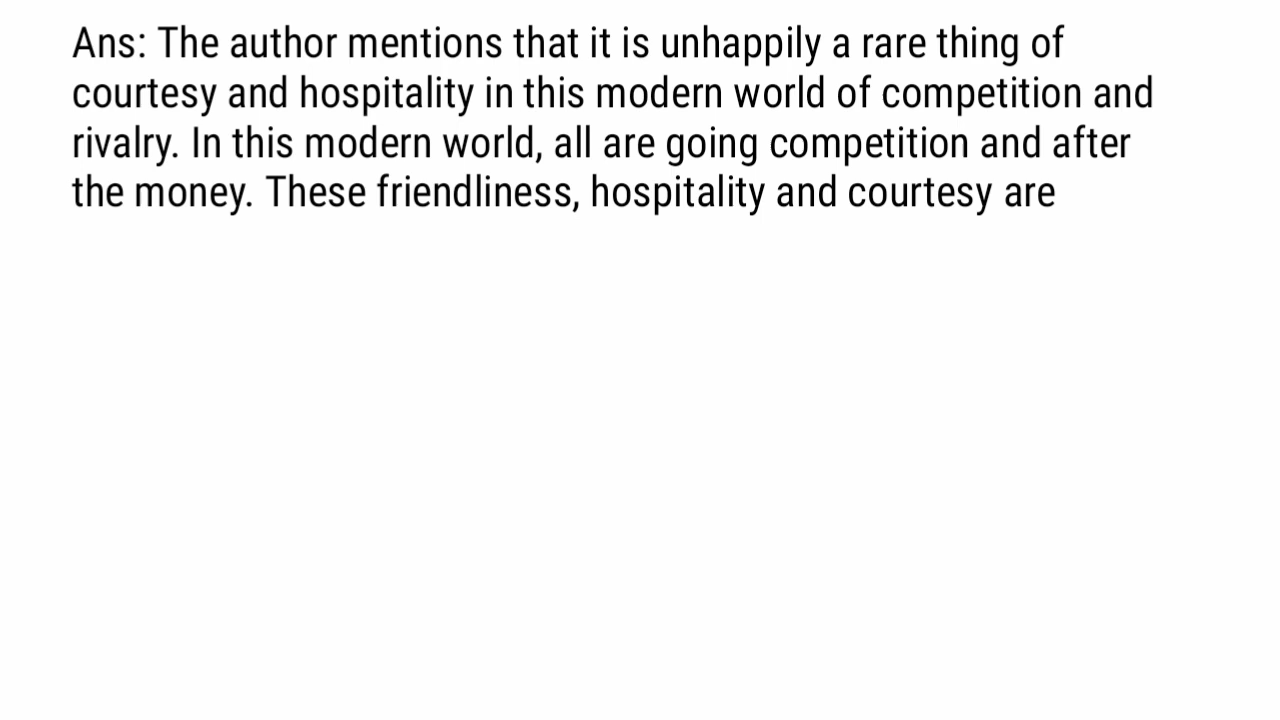 Ans: The author mentions that it is unhappily a rare thing of
courtesy and hospitality in this modern world of competition and
rivalry. In this modern world, all are going competition and after
the money. These friendliness, hospitality and courtesy are